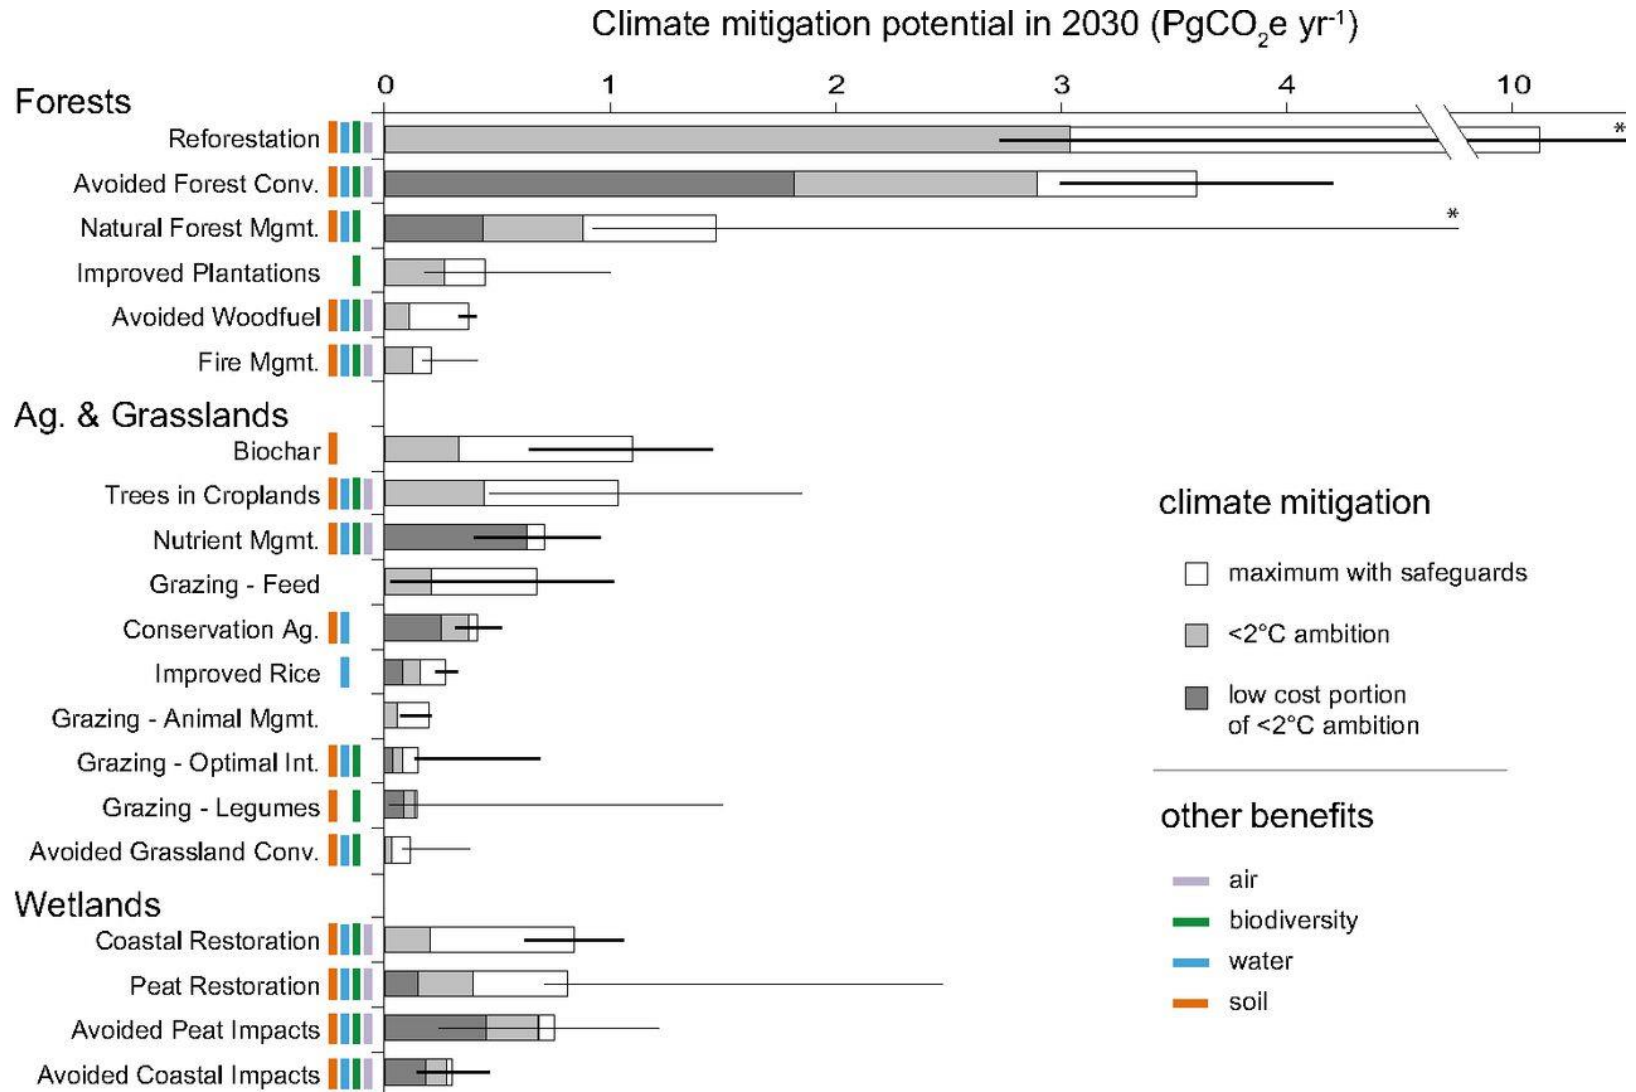 Climate mitigation potential in 2030 (PgCO₂e yr⁻¹)
0 1 2 3 4 10
Forests
Reforestation
*
Avoided Forest Conv.
Natural Forest Mgmt.
*
Improved Plantations
Avoided Woodfuel
Fire Mgmt.
Ag. & Grasslands
Biochar
Trees in Croplands
Nutrient Mgmt.
Grazing - Feed
Conservation Ag.
Improved Rice
Grazing - Animal Mgmt.
Grazing - Optimal Int.
Grazing - Legumes
Avoided Grassland Conv.
Wetlands
Coastal Restoration
Peat Restoration
Avoided Peat Impacts
Avoided Coastal Impacts
climate mitigation
maximum with safeguards
<2°C ambition
low cost portion
of <2°C ambition
other benefits
air
biodiversity
water
soil